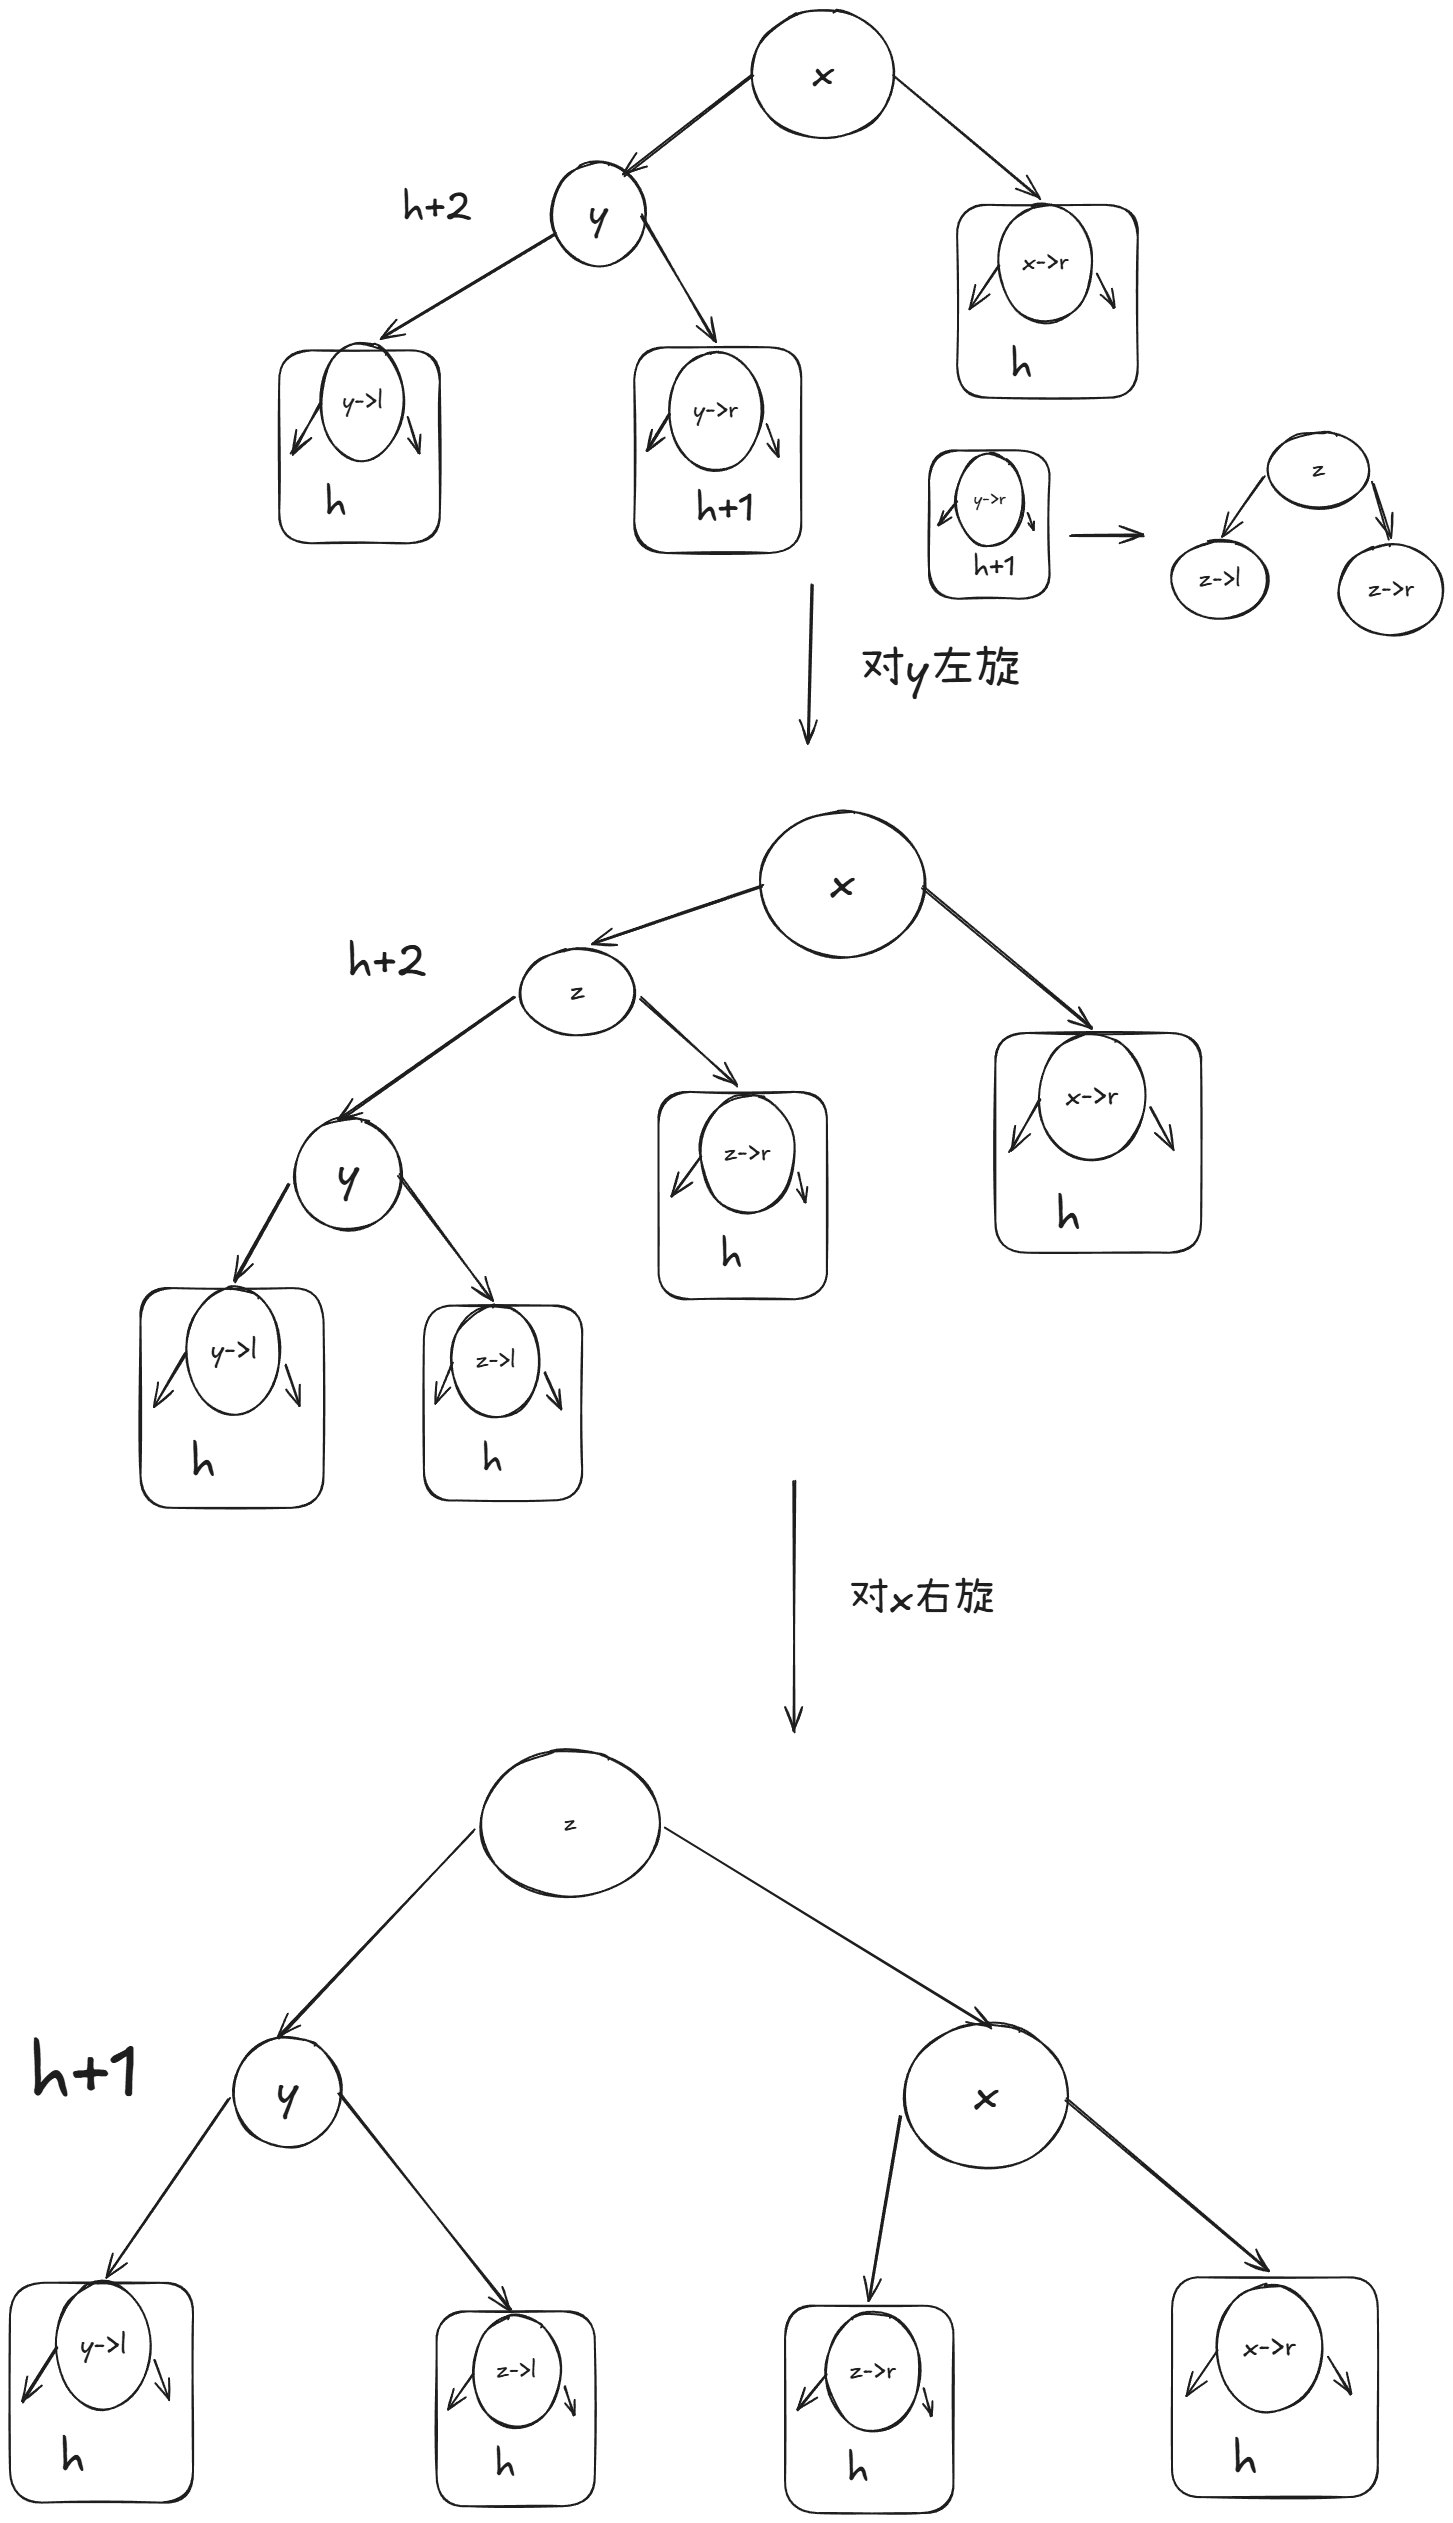 x
h+2
y
x->r
h
y->l
h
y->r
h+1
y->r
h+1
z
z->l
z->r
对y左旋
x
h+2
z
x->r
h
y
z->r
h
y->l
h
z->l
h
对x右旋
z
h+1
y
x
y->l
h
z->l
h
z->r
h
x->r
h